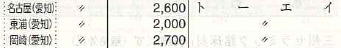 名古屋(愛知) 〃 2,600 トーエイ
東浦(愛知) 〃 2,000 〃
岡崎(愛知) 〃 2,700 〃